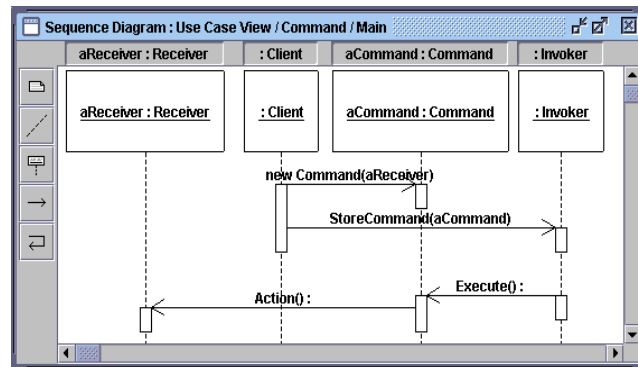 Sequence Diagram : Use Case View / Command / Main
aReceiver : Receiver : Client aCommand : Command : Invoker
aReceiver : Receiver : Client aCommand : Command : Invoker
new Command(aReceiver)
StoreCommand(aCommand)
Execute() :
Action() :